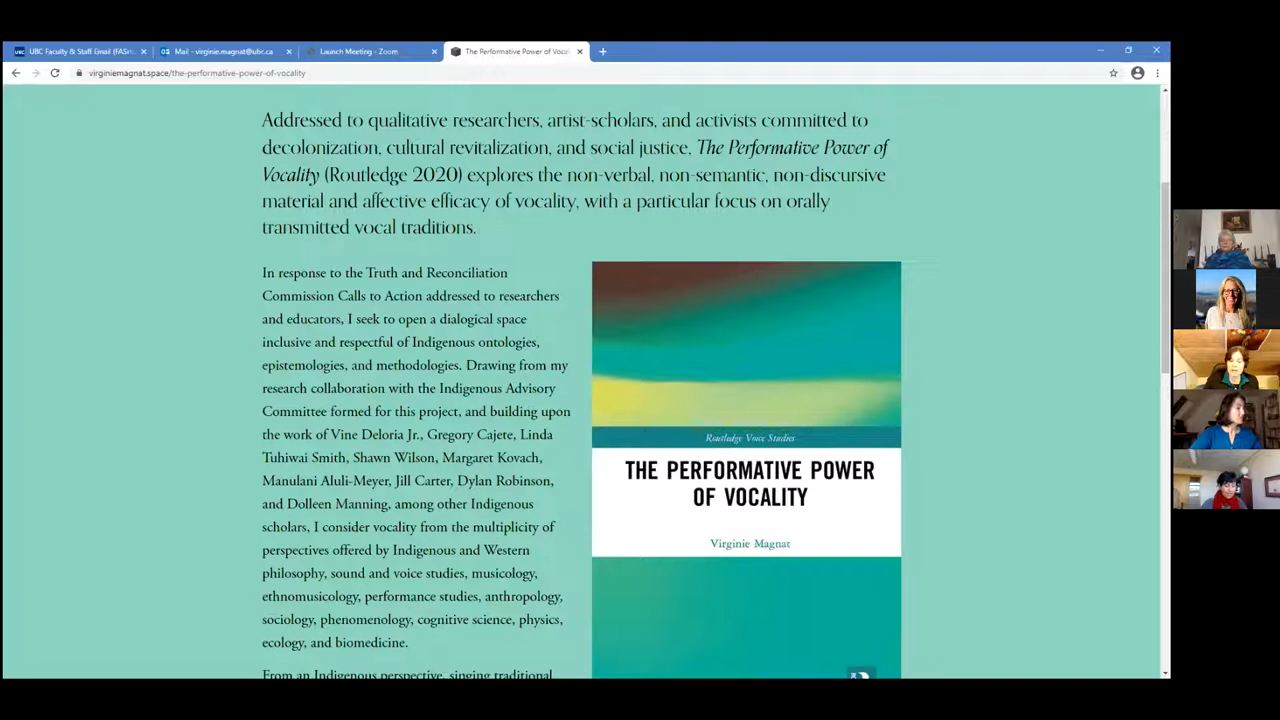 UBC Faculty & Staff Email (FASm
Mail - virginie.magnat@ubc.ca
Launch Meeting - Zoom
The Performative Power of Vocal
virginiemagnat.space/the-performative-power-of-vocality
Addressed to qualitative researchers, artist-scholars, and activists committed to
decolonization, cultural revitalization, and social justice, The Performative Power of
Vocality (Routledge 2020) explores the non-verbal, non-semantic, non-discursive
material and affective efficacy of vocality, with a particular focus on orally
transmitted vocal traditions.
In response to the Truth and Reconciliation
Commission Calls to Action addressed to researchers
and educators, I seek to open a dialogical space
inclusive and respectful of Indigenous ontologies,
epistemologies, and methodologies. Drawing from my
research collaboration with the Indigenous Advisory
Committee formed for this project, and building upon
the work of Vine Deloria Jr., Gregory Cajete, Linda
Tuhiwai Smith, Shawn Wilson, Margaret Kovach,
Manulani Aluli-Meyer, Jill Carter, Dylan Robinson,
and Dolleen Manning, among other Indigenous
scholars, I consider vocality from the multiplicity of
perspectives offered by Indigenous and Western
philosophy, sound and voice studies, musicology,
ethnomusicology, performance studies, anthropology,
sociology, phenomenology, cognitive science, physics,
ecology, and biomedicine.
From an Indigenous perspective, singing traditional
Routledge Voice Studies
THE PERFORMATIVE POWER
OF VOCALITY
Virginie Magnat